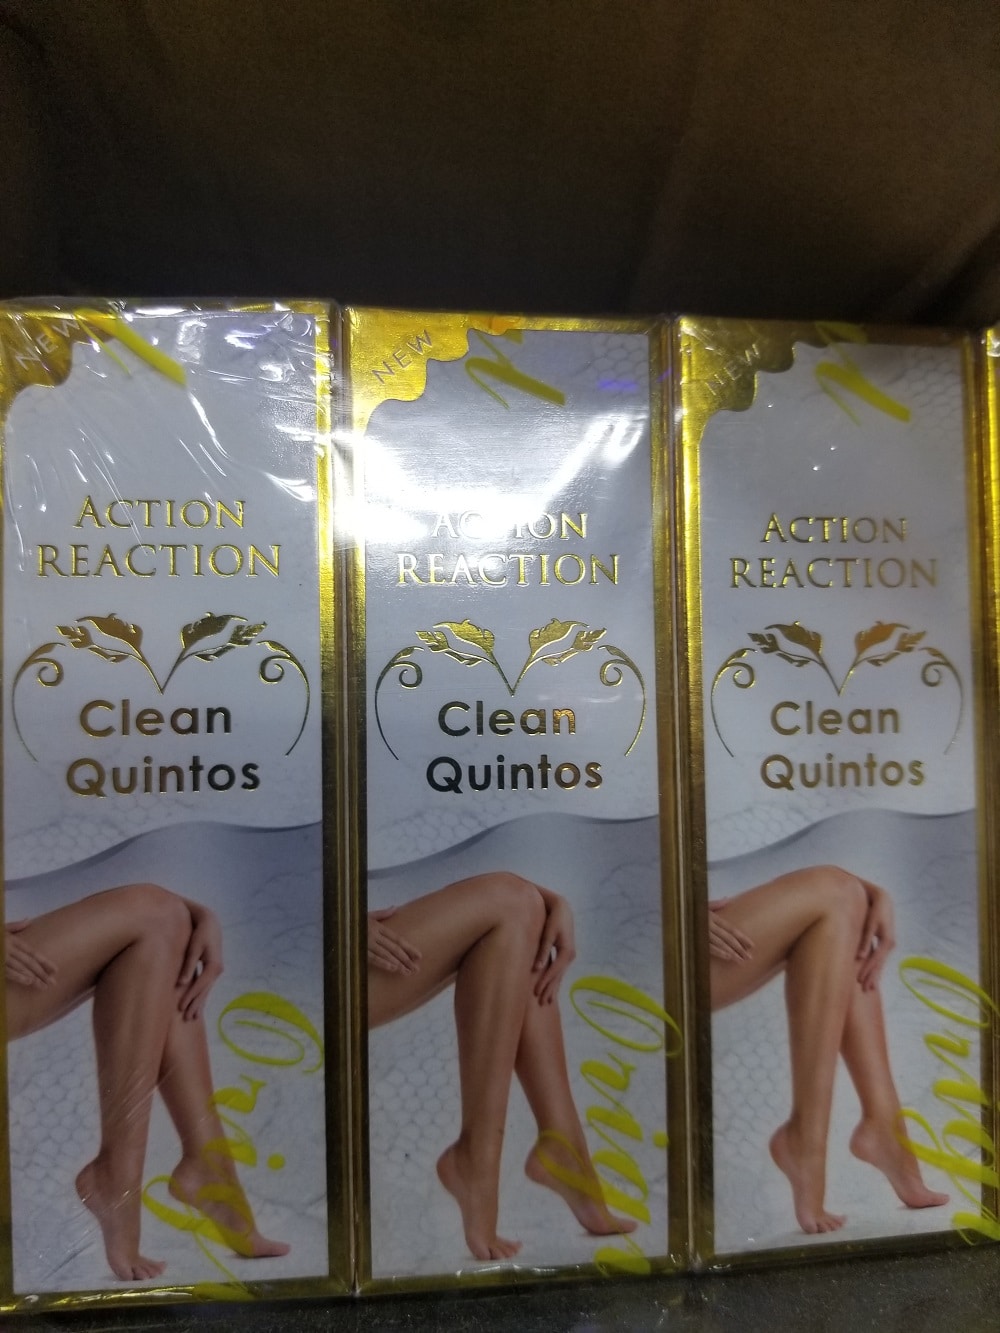 NEW
ACTION
REACTION
Clean
Quintos
NEW
ACTION
REACTION
Clean
Quintos
NEW
ACTION
REACTION
Clean
Quintos